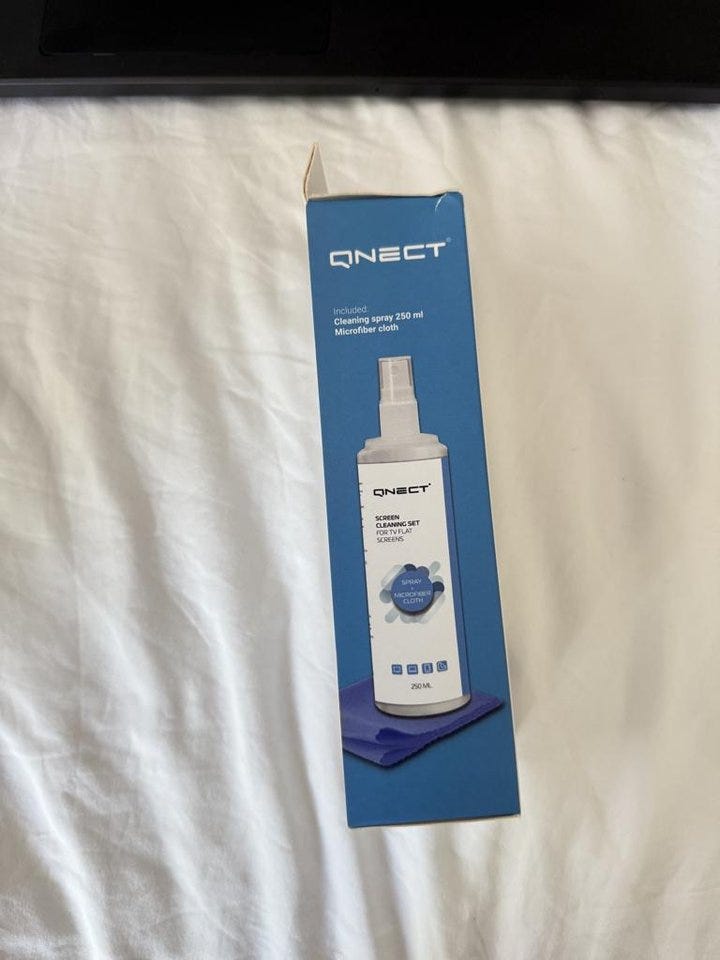 QNECT
Included:
Cleaning spray 250 ml
Microfiber cloth
QNECT
SCREEN
CLEANING SET
FOR TV FLAT
SCREENS
SPRAY
+
MICROFIBER
CLOTH
250 ML